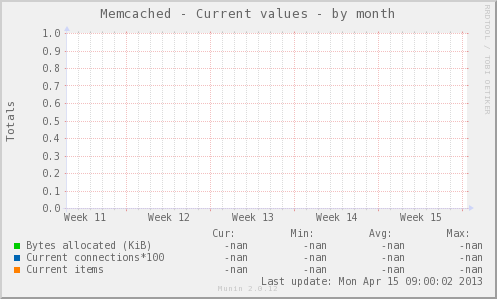 Memcached - Current values - by month
RRDTOOL / TOBI OETIKER
Totals
1.0
0.9
0.8
0.7
0.6
0.5
0.4
0.3
0.2
0.1
0.0
Week 11 Week 12 Week 13 Week 14 Week 15
Cur: Min: Avg: Max:
Bytes allocated (KiB) -nan -nan -nan -nan
Current connections*100 -nan -nan -nan -nan
Current items -nan -nan -nan -nan
Last update: Mon Apr 15 09:00:02 2013
Munin 2.0.12